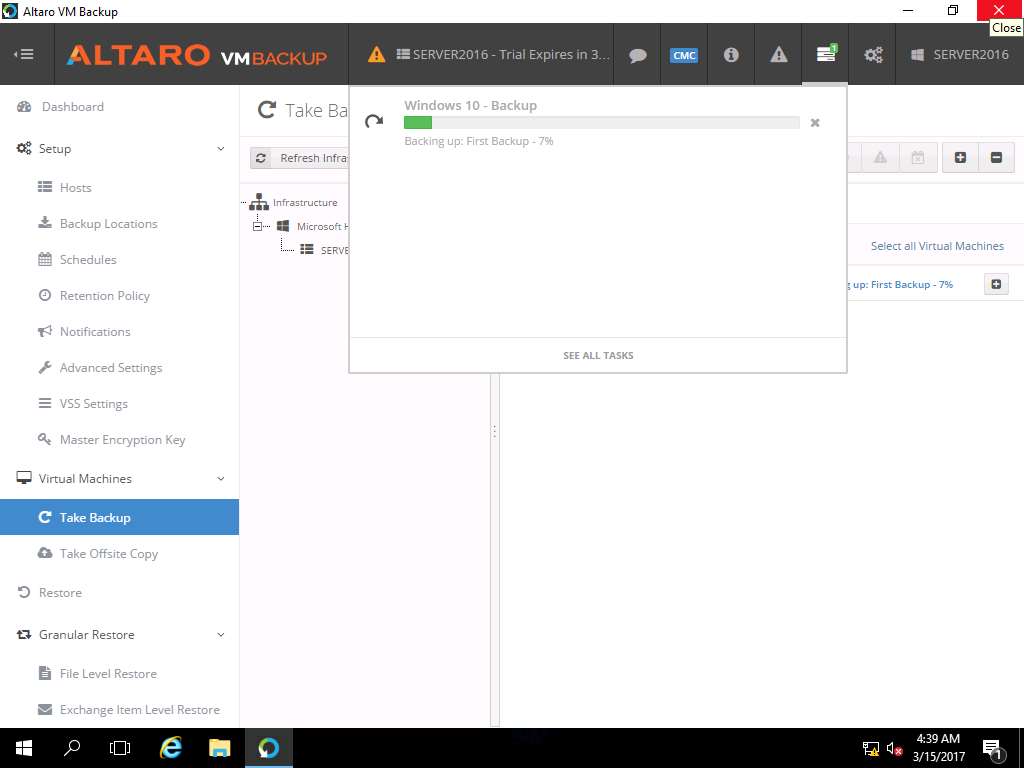 Altaro VM Backup
Close
ALTARO VMBACKUP
SERVER2016 - Trial Expires in 3...
CMC
1
SERVER2016
Dashboard
Setup
Hosts
Backup Locations
Schedules
Retention Policy
Notifications
Advanced Settings
VSS Settings
Master Encryption Key
Virtual Machines
Take Backup
Take Offsite Copy
Restore
Granular Restore
File Level Restore
Exchange Item Level Restore
Take Ba
Refresh Infras
Infrastructure
Microsoft H
SERVE
Windows 10 - Backup
Backing up: First Backup - 7%
SEE ALL TASKS
Select all Virtual Machines
g up: First Backup - 7%
4:39 AM
3/15/2017
1